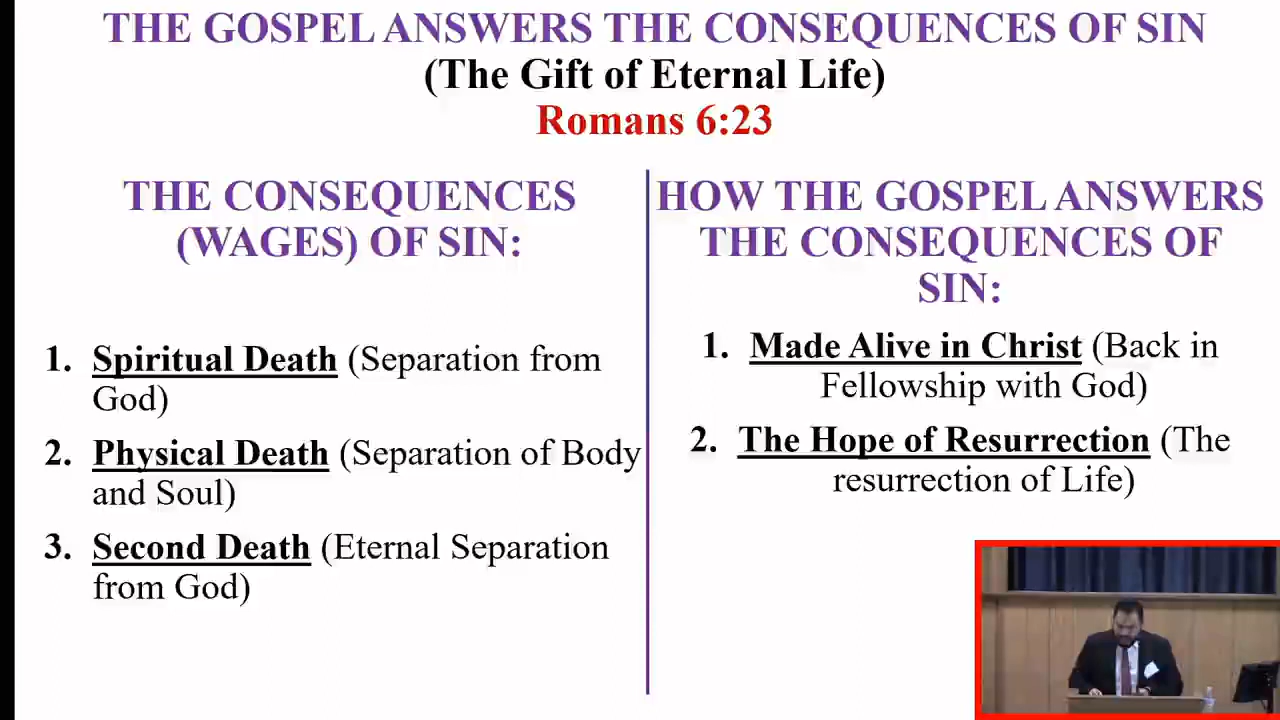 THE GOSPEL ANSWERS THE CONSEQUENCES OF SIN
(The Gift of Eternal Life)
Romans 6:23
THE CONSEQUENCES
(WAGES) OF SIN:
1. Spiritual Death (Separation from
God)
2. Physical Death (Separation of Body
and Soul)
3. Second Death (Eternal Separation
from God)
HOW THE GOSPEL ANSWERS
THE CONSEQUENCES OF
SIN:
1. Made Alive in Christ (Back in
Fellowship with God)
2. The Hope of Resurrection (The
resurrection of Life)